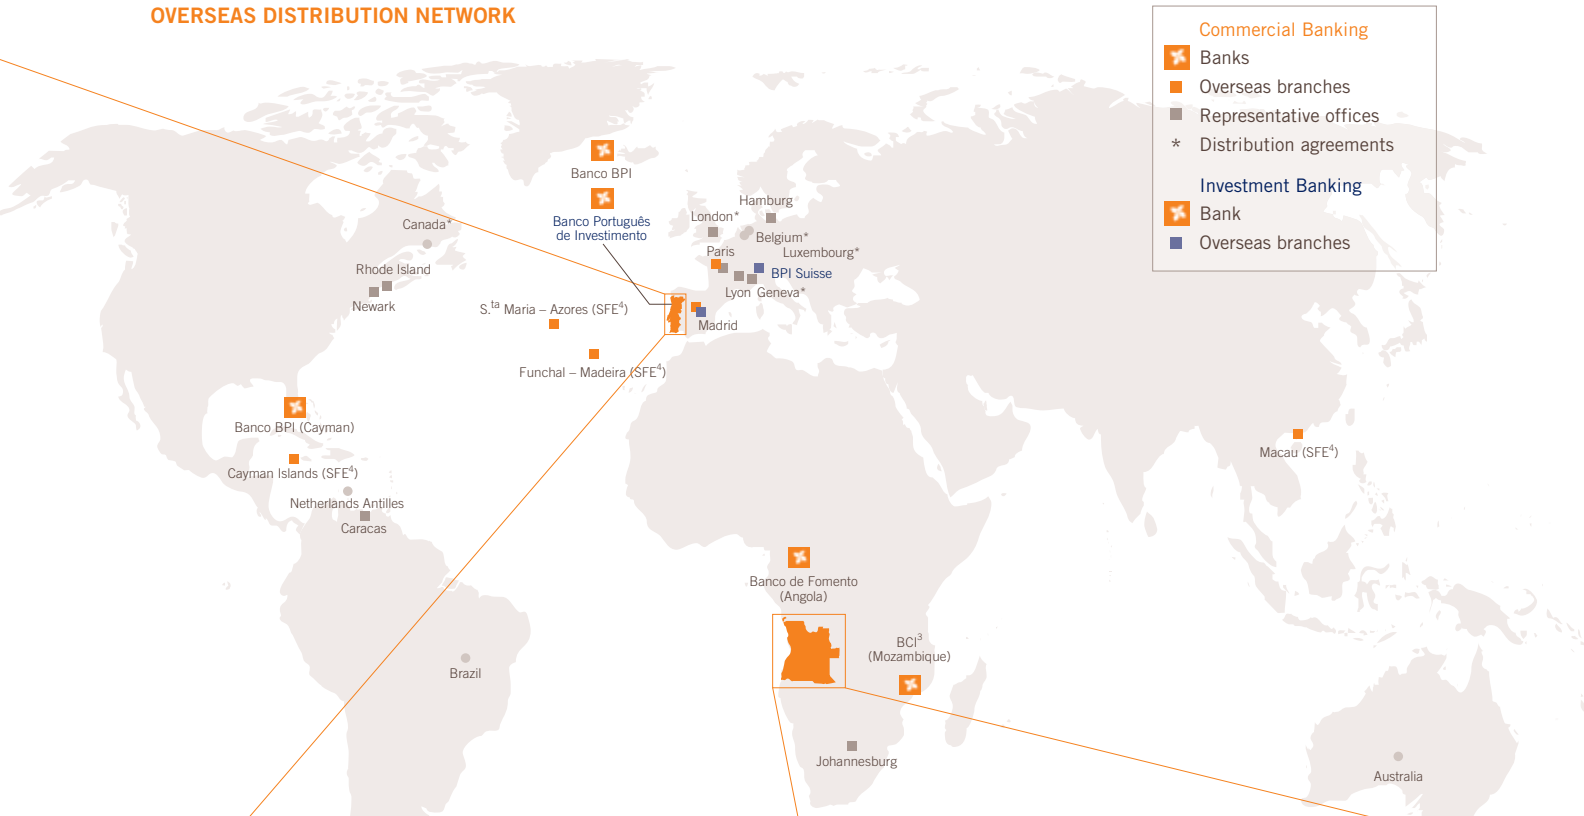 OVERSEAS DISTRIBUTION NETWORK
Commercial Banking
Banks
Overseas branches
Representative offices
* Distribution agreements
Investment Banking
Bank
Overseas branches
Banco BPI
Banco Português
de Investimento
Hamburg
London*
Belgium*
Paris
Luxembourg*
BPI Suisse
Lyon Geneva*
Madrid
Canada*
Rhode Island
Newark
S.ta Maria – Azores (SFE4)
Funchal – Madeira (SFE4)
Banco BPI (Cayman)
Cayman Islands (SFE4)
Netherlands Antilles
Caracas
Macau (SFE4)
Banco de Fomento
(Angola)
BCI3
(Mozambique)
Brazil
Johannesburg
Australia